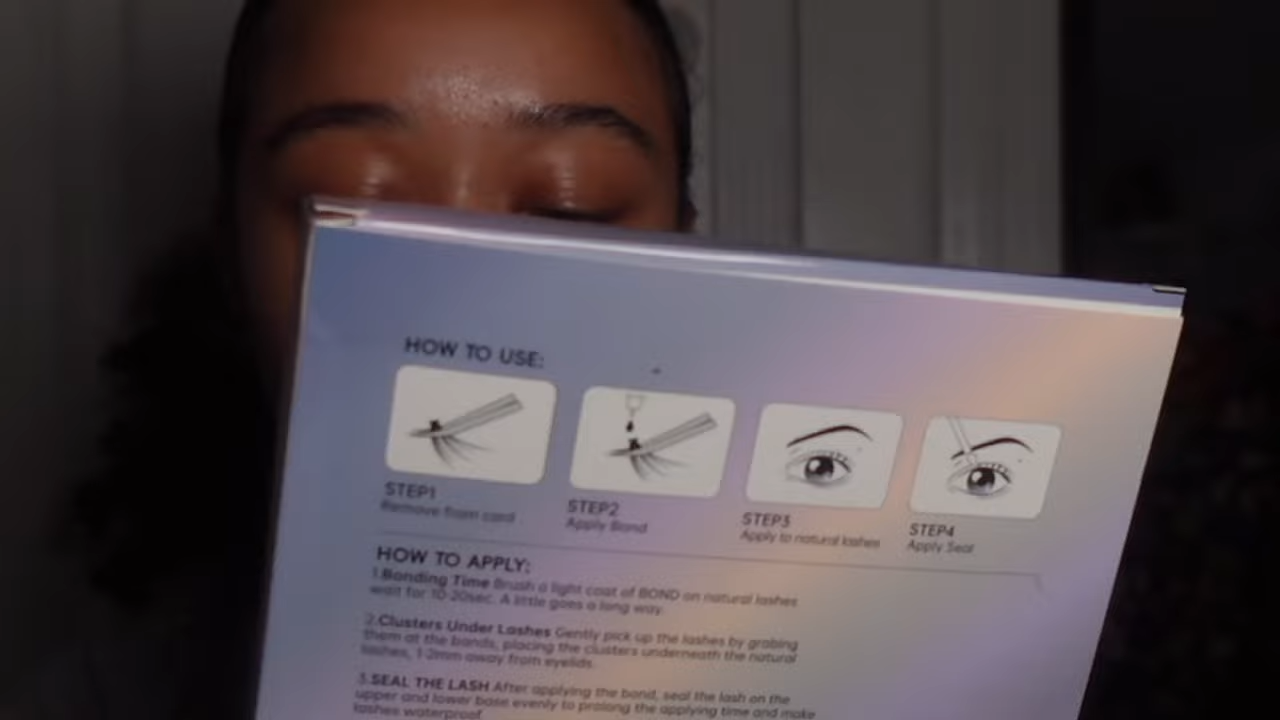 HOW TO USE:
STEP1
Remove from card
STEP2
Apply Bond
STEP3
Apply to natural lashes
STEP4
Apply Seal
HOW TO APPLY:
1.Bonding Time Brush a light coat of BOND on natural lashes
wait for 10-20sec. A little goes a long way.
2.Clusters Under Lashes Gently pick up the lashes by grabing
them at the bands, placing the clusters underneath the natural
lashes, 1-2mm away from eyelids.
3.SEAL THE LASH After applying the bond, seal the lash on the
upper and lower base evenly to prolong the applying time and make
lashes waterproof.